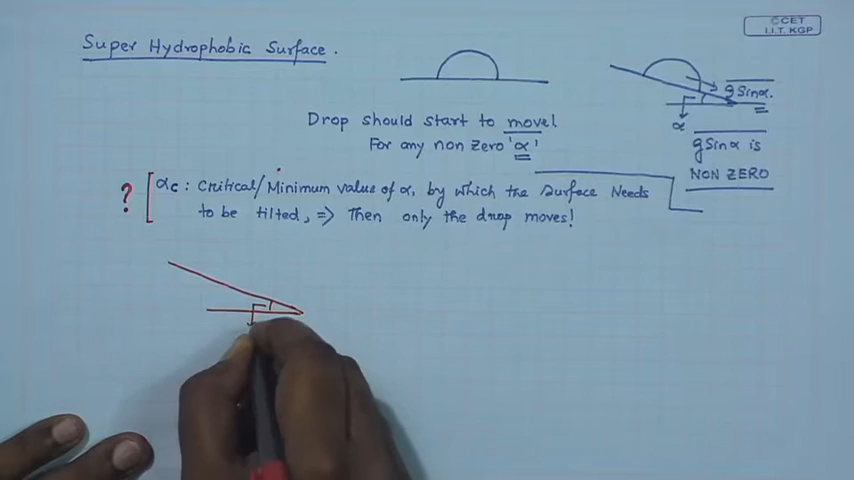 ©CET
I.I.T. KGP
Super Hydrophobic Surface.
g Sinα.
α
Drop should start to move!
For any non zero 'α'
g Sinα is
NON ZERO
? [ αc : Critical/Minimum value of α, by which the Surface Needs
to be tilted, => Then only the drop moves!